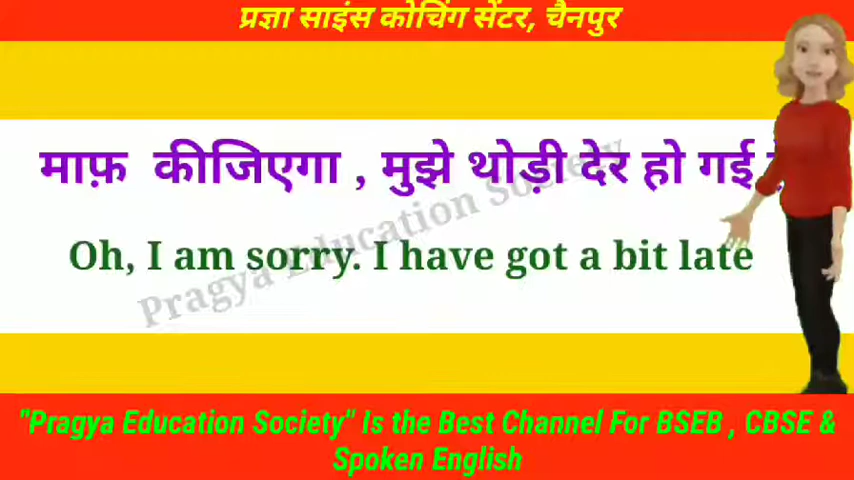 प्रज्ञा साइंस कोचिंग सेंटर, चैनपुर
माफ़ कीजिएगा , मुझे थोड़ी देर हो गई
Oh, I am sorry. I have got a bit late
Pragya Education Society
"Pragya Education Society" Is the Best Channel For BSEB , CBSE &
Spoken English